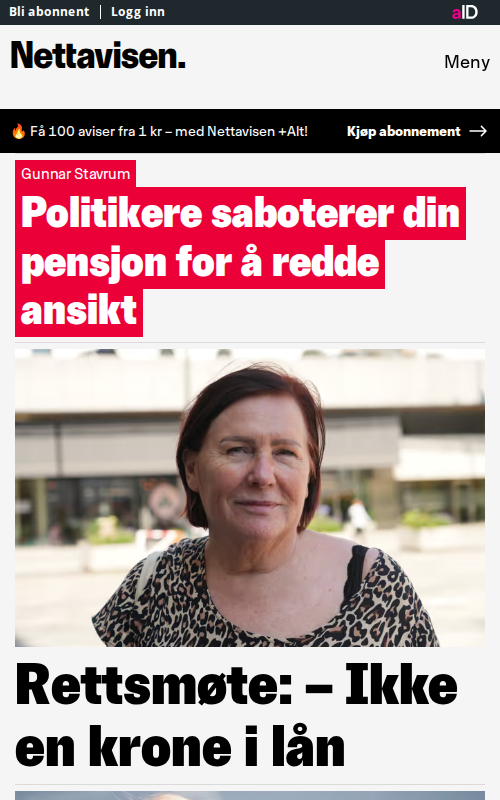 Bli abonnent | Logg inn
aID
Nettavisen.
Meny
🔥 Få 100 aviser fra 1 kr – med Nettavisen +Alt!
Kjøp abonnement →
Gunnar Stavrum
Politikere saboterer din
pensjon for å redde
ansikt
Rettsmøte: – Ikke
en krone i lån